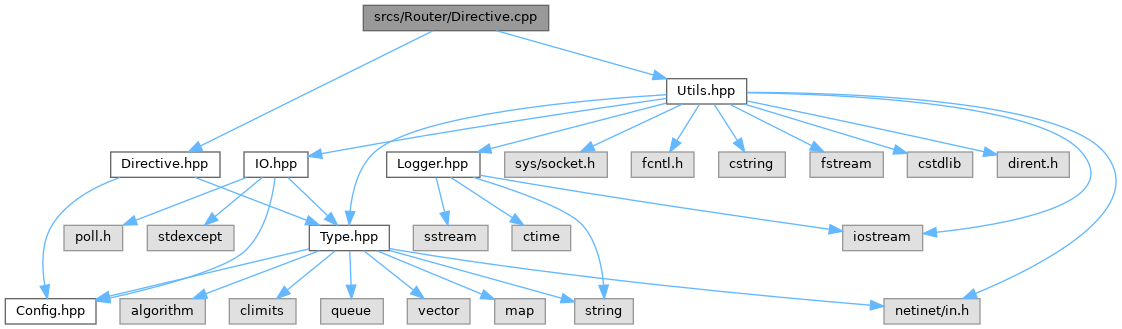 srcs/Router/Directive.cpp
Utils.hpp
Directive.hpp
IO.hpp
Logger.hpp
sys/socket.h
fcntl.h
cstring
fstream
cstdlib
dirent.h
poll.h
stdexcept
Type.hpp
sstream
ctime
iostream
Config.hpp
algorithm
climits
queue
vector
map
string
netinet/in.h